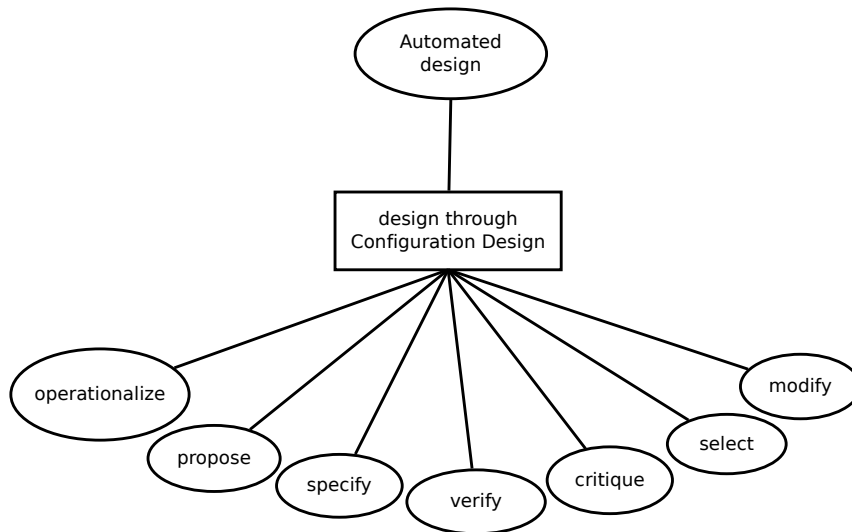 Automated
design
design through
Configuration Design
operationalize
propose
specify
verify
critique
select
modify